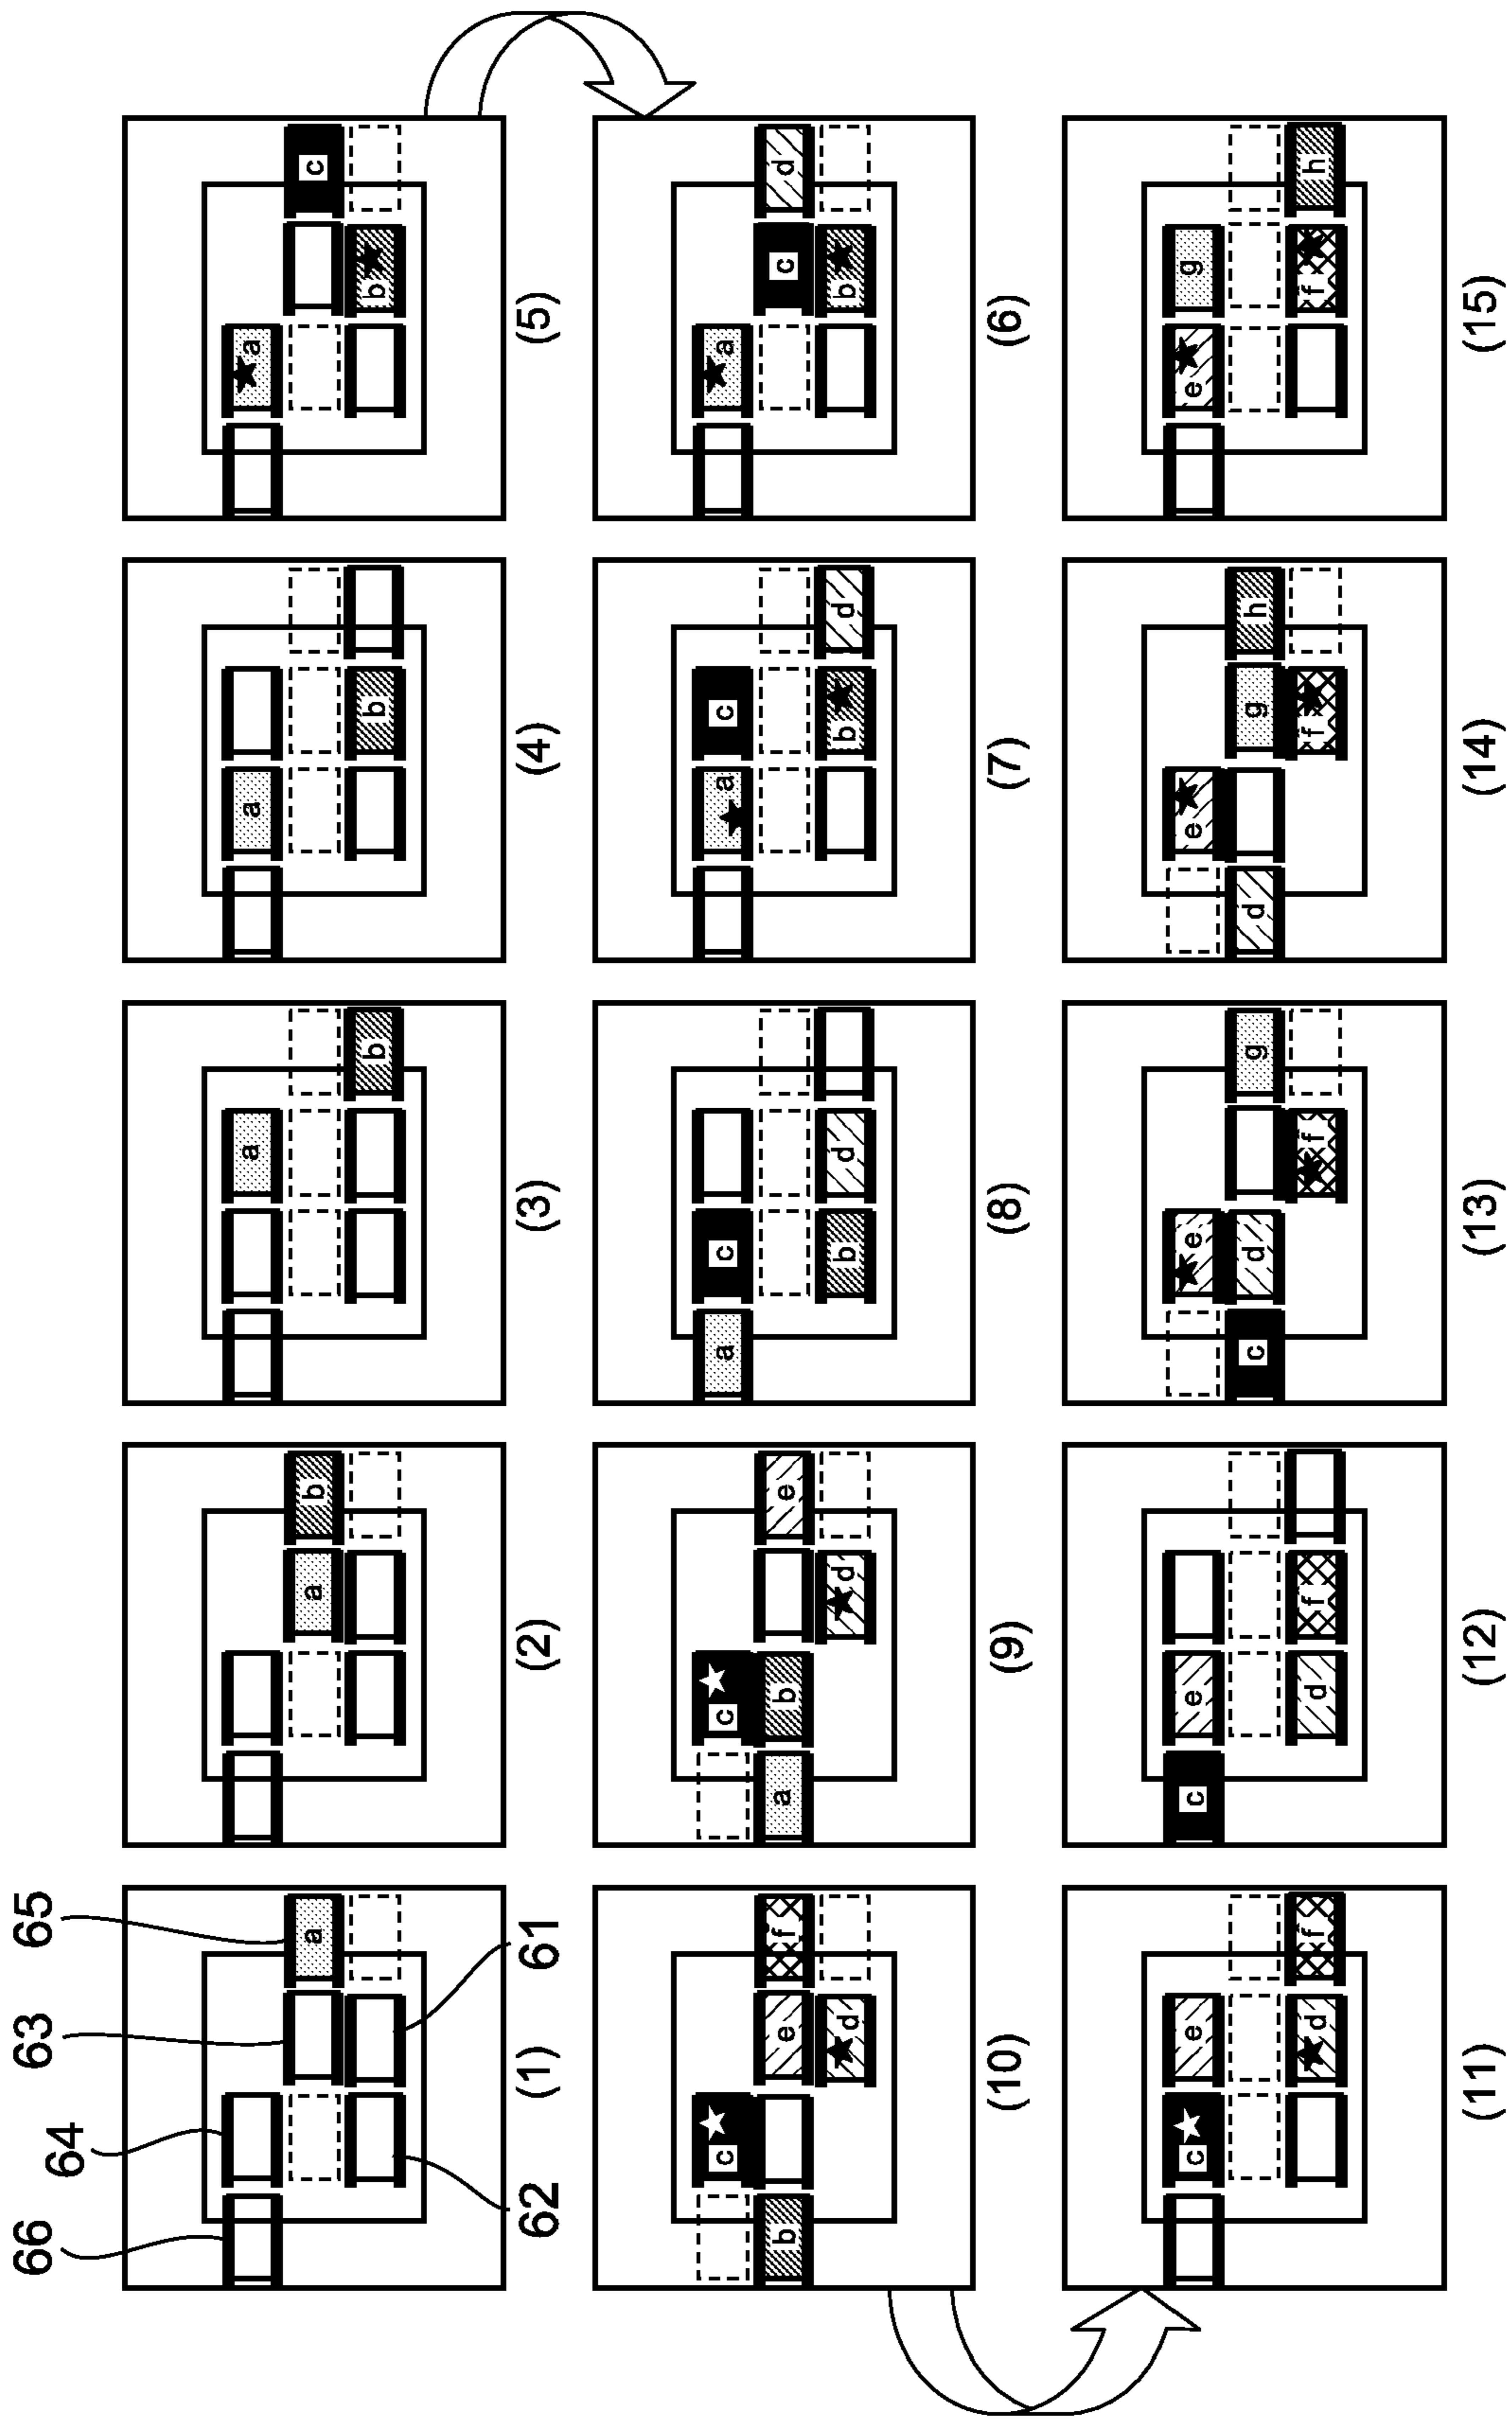 66 63 65
64
a a a
a a b c
b b b
(1) (2) (3) (4) (5)
62 61
c c a c a c a
b e f a b e c d
d d b d b d b
(10) (9) (8) (7) (6)
c e c e e e e g
c d g d g h
d f d f f f f h
(11) (12) (13) (14) (15)